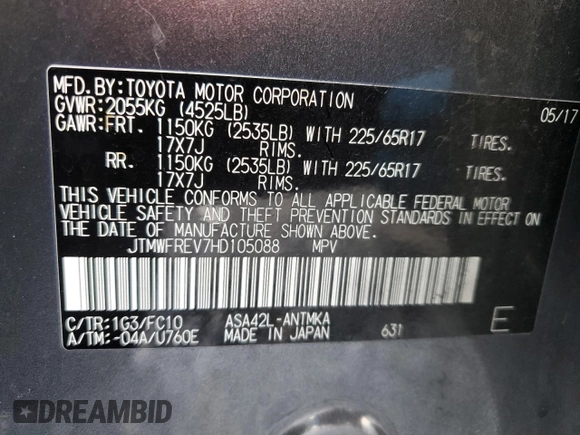 MFD. BY: TOYOTA MOTOR CORPORATION 05/17
GVWR: 2055KG (4525LB)
GAWR: FRT. 1150KG (2535LB) WITH 225/65R17 TIRES.
17X7J RIMS.
RR. 1150KG (2535LB) WITH 225/65R17 TIRES.
17X7J RIMS.
THIS VEHICLE CONFORMS TO ALL APPLICABLE FEDERAL MOTOR
VEHICLE SAFETY AND THEFT PREVENTION STANDARDS IN EFFECT ON
THE DATE OF MANUFACTURE SHOWN ABOVE.
JTMWFREV7HD105088 MPV
C/TR: 1G3/FC10 ASA42L-ANTMKA
A/TM: -04A/U760E MADE IN JAPAN 631 E
DREAMBID